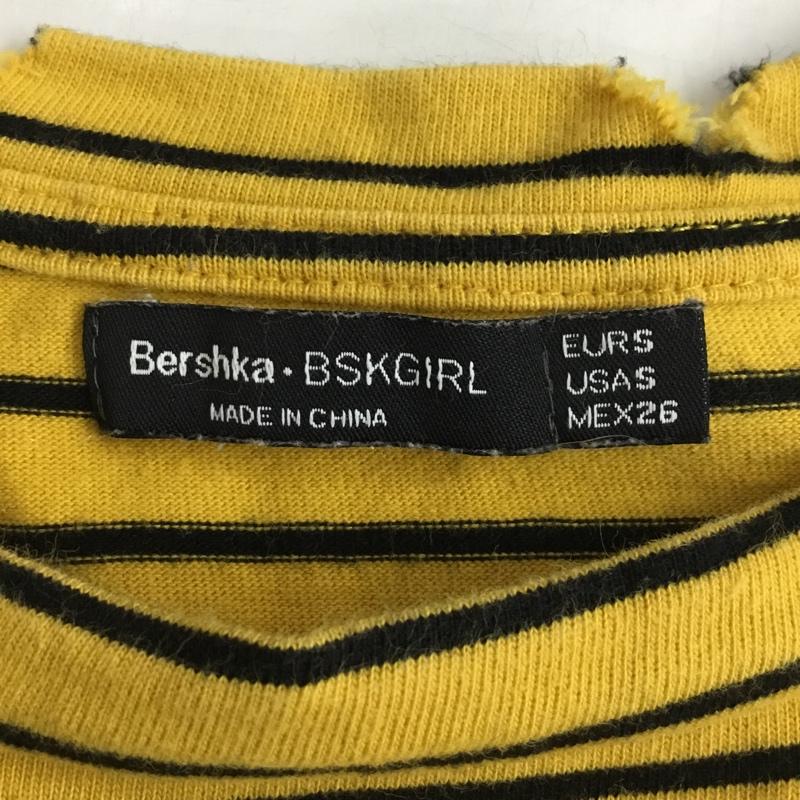 Bershka • BSKGIRL
MADE IN CHINA
EUR S
USA S
MEX 26